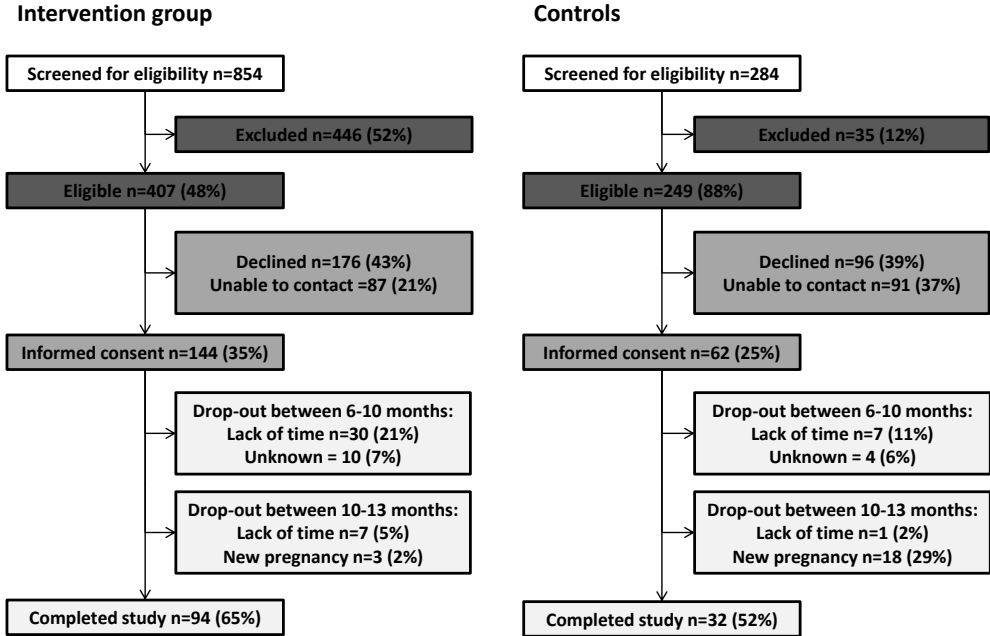 Intervention group
Screened for eligibility n=854
Excluded n=446 (52%)
Eligible n=407 (48%)
Declined n=176 (43%)
Unable to contact =87 (21%)
Informed consent n=144 (35%)
Drop-out between 6-10 months:
Lack of time n=30 (21%)
Unknown = 10 (7%)
Drop-out between 10-13 months:
Lack of time n=7 (5%)
New pregnancy n=3 (2%)
Completed study n=94 (65%)
Controls
Screened for eligibility n=284
Excluded n=35 (12%)
Eligible n=249 (88%)
Declined n=96 (39%)
Unable to contact n=91 (37%)
Informed consent n=62 (25%)
Drop-out between 6-10 months:
Lack of time n=7 (11%)
Unknown = 4 (6%)
Drop-out between 10-13 months:
Lack of time n=1 (2%)
New pregnancy n=18 (29%)
Completed study n=32 (52%)